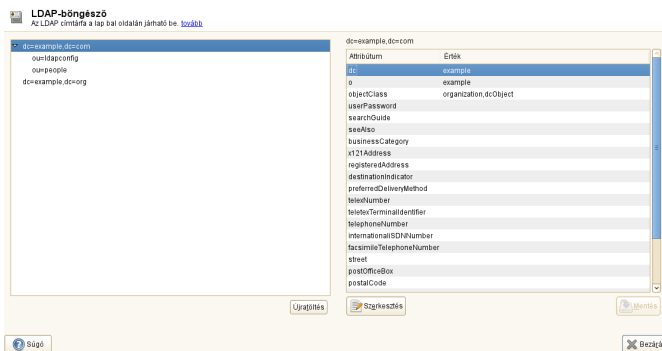 LDAP-böngésző
Az LDAP címtárfa a lap bal oldalán járható be. tovább
dc=example,dc=com
ou=ldapconfig
ou=people
dc=example,dc=org
Újratöltés
dc=example,dc=com
Attribútum Érték
dc example
o example
objectClass organization,dcObject
userPassword
searchGuide
seeAlso
businessCategory
x121Address
registeredAddress
destinationIndicator
preferredDeliveryMethod
telexNumber
teletexTerminalIdentifier
telephoneNumber
internationaliSDNNumber
facsimileTelephoneNumber
street
postOfficeBox
postalCode
Szerkesztés
Mentés
Súgó
Bezárá